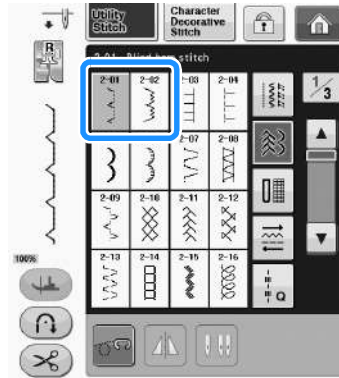 Utility
Stitch
Character
Decorative
Stitch
R
2-01 Blind hem stitch
1/3
2-01 2-02 2-03 2-04
2-07 2-08
2-09 2-10 2-11 2-12
2-13 2-14 2-15 2-16
100%
Q